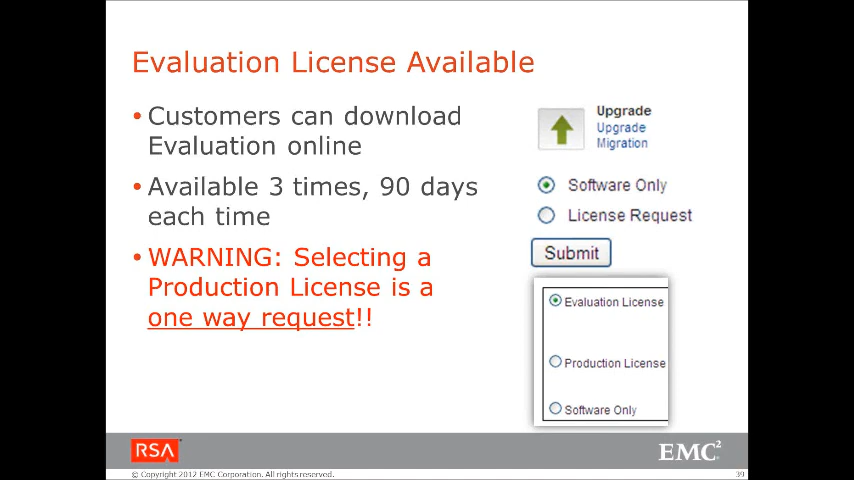 Evaluation License Available
• Customers can download
Evaluation online
• Available 3 times, 90 days
each time
• WARNING: Selecting a
Production License is a
one way request!!
Upgrade
Upgrade
Migration
Software Only
License Request
Submit
Evaluation License
Production License
Software Only
RSA
EMC²
© Copyright 2012 EMC Corporation. All rights reserved.
39